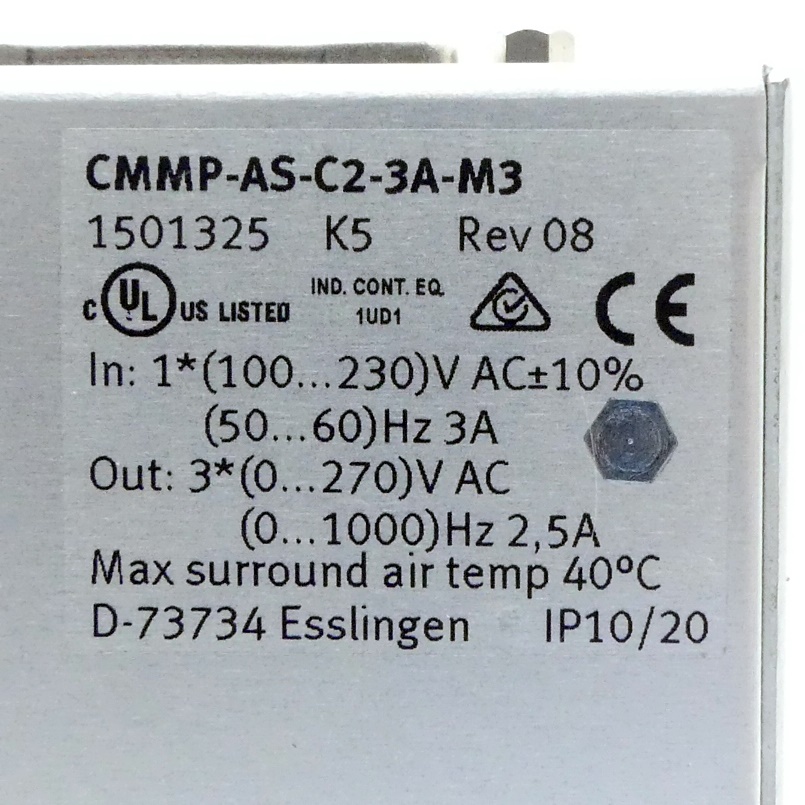 CMMP-AS-C2-3A-M3
1501325 K5 Rev 08
C UL US LISTED IND. CONT. EQ. 1UD1 CE
In: 1*(100...230)V AC±10%
(50...60)Hz 3A
Out: 3*(0...270)V AC
(0...1000)Hz 2,5A
Max surround air temp 40°C
D-73734 Esslingen IP10/20